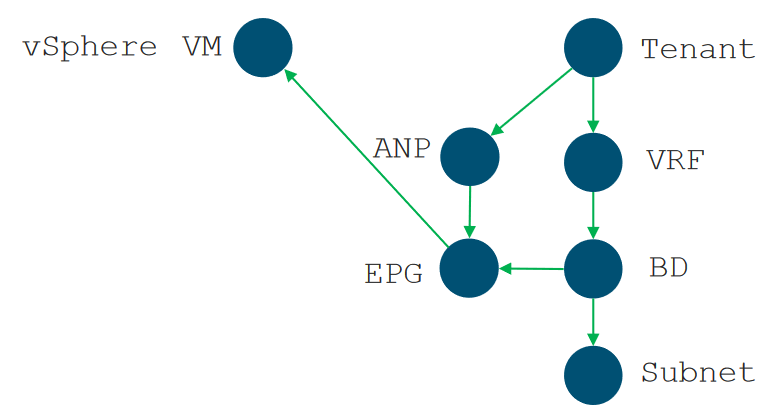 vSphere VM
Tenant
ANP
VRF
EPG
BD
Subnet